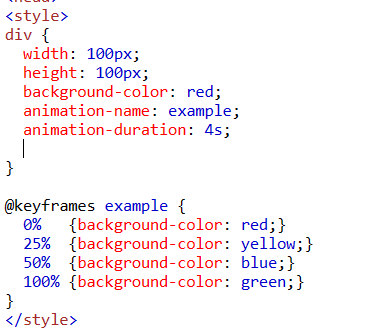 <style>
div {
  width: 100px;
  height: 100px;
  background-color: red;
  animation-name: example;
  animation-duration: 4s;
}
@keyframes example {
  0%   {background-color: red;}
  25%  {background-color: yellow;}
  50%  {background-color: blue;}
  100% {background-color: green;}
}
</style>